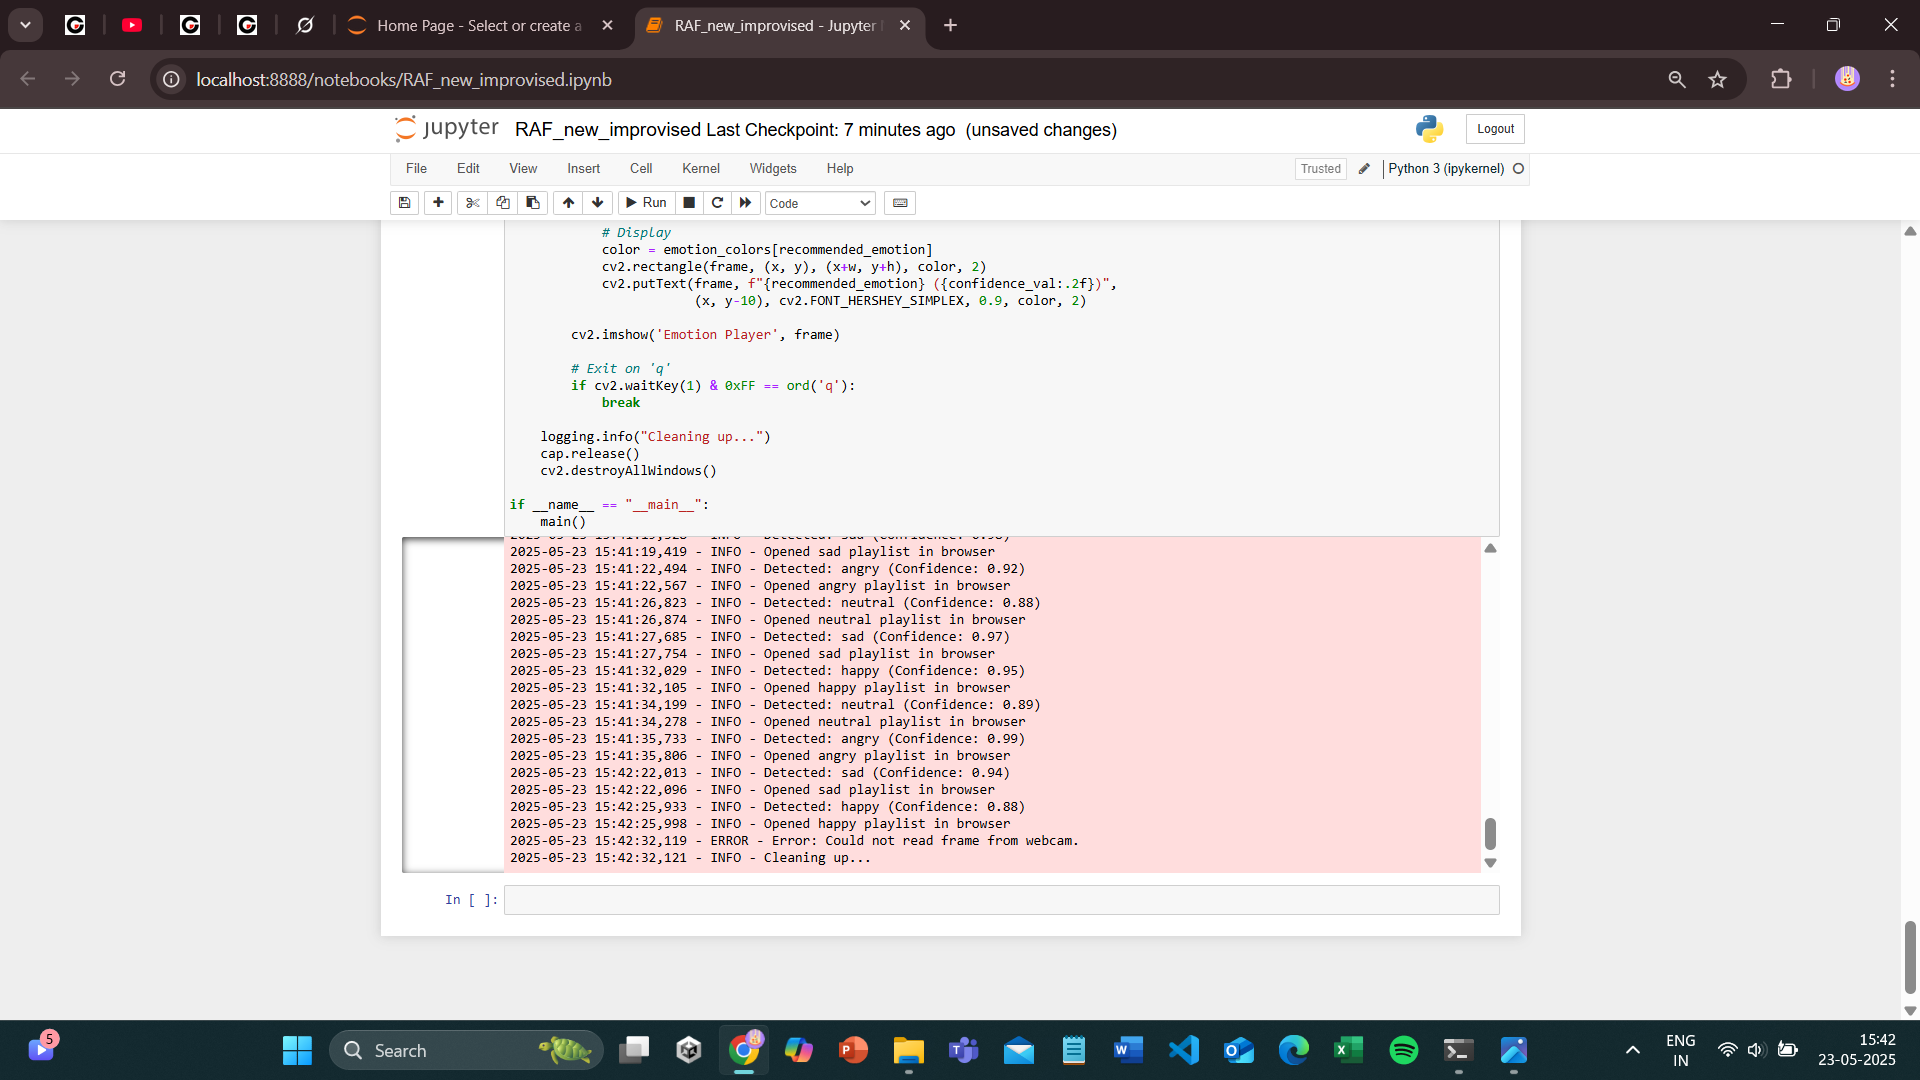 Home Page - Select or create a
RAF_new_improvised - Jupyter
localhost:8888/notebooks/RAF_new_improvised.ipynb
jupyter RAF_new_improvised Last Checkpoint: 7 minutes ago (unsaved changes)
Logout
File Edit View Insert Cell Kernel Widgets Help
Trusted Python 3 (ipykernel)
Run Code
# Display
color = emotion_colors[recommended_emotion]
cv2.rectangle(frame, (x, y), (x+w, y+h), color, 2)
cv2.putText(frame, f"{recommended_emotion} ({confidence_val:.2f})",
(x, y-10), cv2.FONT_HERSHEY_SIMPLEX, 0.9, color, 2)
cv2.imshow('Emotion Player', frame)
# Exit on 'q'
if cv2.waitKey(1) & 0xFF == ord('q'):
break
logging.info("Cleaning up...")
cap.release()
cv2.destroyAllWindows()
if __name__ == "__main__":
main()
2025-05-23 15:41:19,419 - INFO - Opened sad playlist in browser
2025-05-23 15:41:22,494 - INFO - Detected: angry (Confidence: 0.92)
2025-05-23 15:41:22,567 - INFO - Opened angry playlist in browser
2025-05-23 15:41:26,823 - INFO - Detected: neutral (Confidence: 0.88)
2025-05-23 15:41:26,874 - INFO - Opened neutral playlist in browser
2025-05-23 15:41:27,685 - INFO - Detected: sad (Confidence: 0.97)
2025-05-23 15:41:27,754 - INFO - Opened sad playlist in browser
2025-05-23 15:41:32,029 - INFO - Detected: happy (Confidence: 0.95)
2025-05-23 15:41:32,105 - INFO - Opened happy playlist in browser
2025-05-23 15:41:34,199 - INFO - Detected: neutral (Confidence: 0.89)
2025-05-23 15:41:34,278 - INFO - Opened neutral playlist in browser
2025-05-23 15:41:35,733 - INFO - Detected: angry (Confidence: 0.99)
2025-05-23 15:41:35,806 - INFO - Opened angry playlist in browser
2025-05-23 15:42:22,013 - INFO - Detected: sad (Confidence: 0.94)
2025-05-23 15:42:22,096 - INFO - Opened sad playlist in browser
2025-05-23 15:42:25,933 - INFO - Detected: happy (Confidence: 0.88)
2025-05-23 15:42:25,998 - INFO - Opened happy playlist in browser
2025-05-23 15:42:32,119 - ERROR - Error: Could not read frame from webcam.
2025-05-23 15:42:32,121 - INFO - Cleaning up...
In [ ]:
5
Search
ENG
IN
15:42
23-05-2025